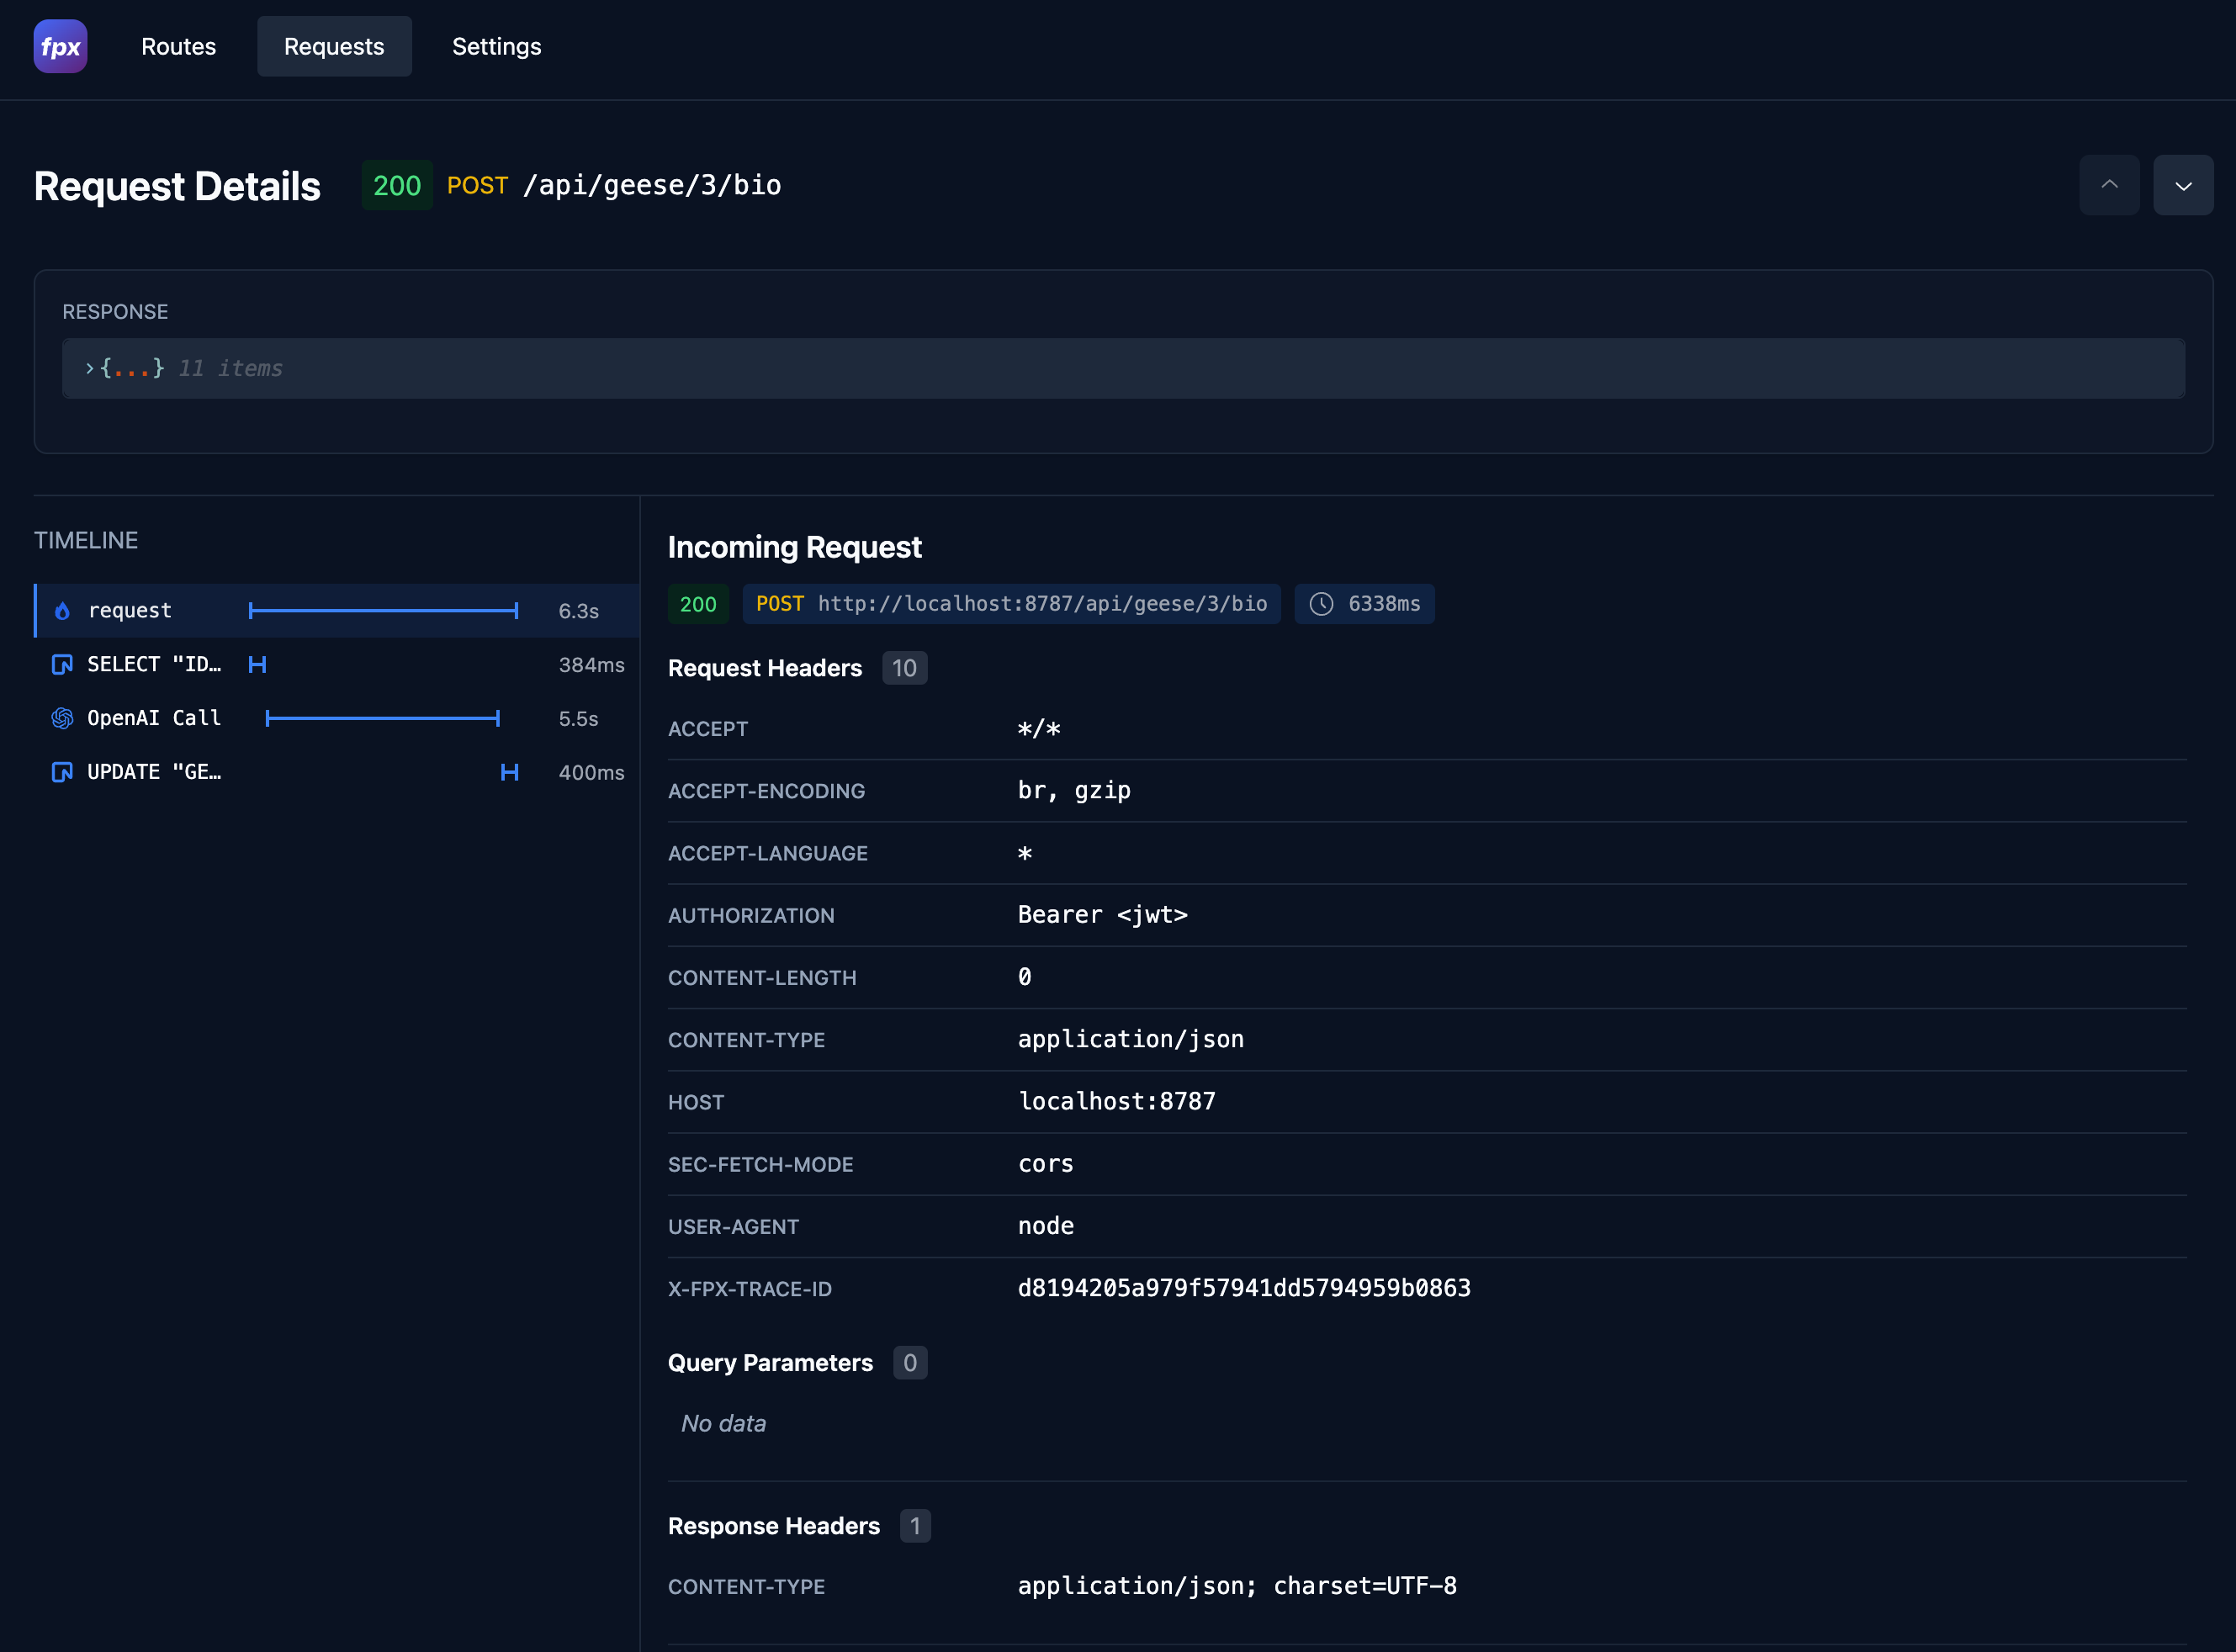 fpx Routes Requests Settings
Request Details 200 POST /api/geese/3/bio
RESPONSE
{...} 11 items
TIMELINE
request 6.3s
SELECT "ID… 384ms
OpenAI Call 5.5s
UPDATE "GE… 400ms
Incoming Request
200 POST http://localhost:8787/api/geese/3/bio 6338ms
Request Headers 10
ACCEPT */*
ACCEPT-ENCODING br, gzip
ACCEPT-LANGUAGE *
AUTHORIZATION Bearer <jwt>
CONTENT-LENGTH 0
CONTENT-TYPE application/json
HOST localhost:8787
SEC-FETCH-MODE cors
USER-AGENT node
X-FPX-TRACE-ID d8194205a979f57941dd5794959b0863
Query Parameters 0
No data
Response Headers 1
CONTENT-TYPE application/json; charset=UTF-8